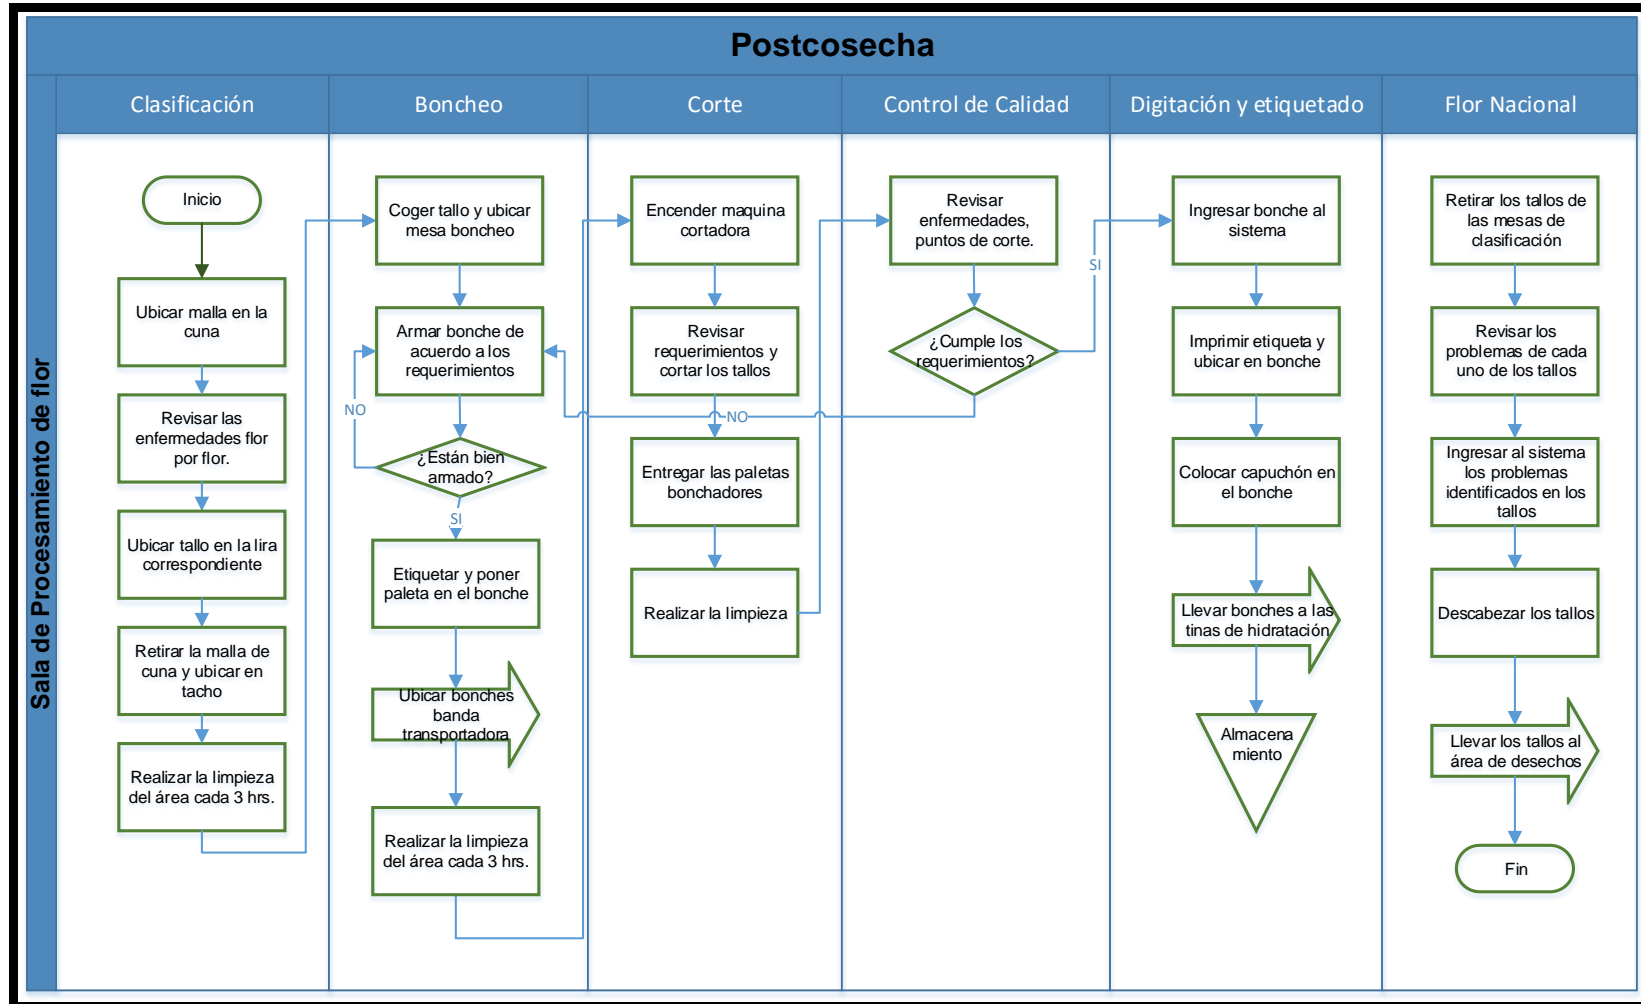 Postcosecha
Sala de Procesamiento de flor
Clasificación
Boncheo
Corte
Control de Calidad
Digitación y etiquetado
Flor Nacional
Inicio
Ubicar malla en la
cuna
Revisar las
enfermedades flor
por flor.
Ubicar tallo en la lira
correspondiente
Retirar la malla de
cuna y ubicar en
tacho
Realizar la limpieza
del área cada 3 hrs.
Coger tallo y ubicar
mesa boncheo
Armar bonche de
acuerdo a los
requerimientos
NO
¿Están bien
armado?
SI
Etiquetar y poner
paleta en el bonche
Ubicar bonches
banda
transportadora
Realizar la limpieza
del área cada 3 hrs.
Encender maquina
cortadora
Revisar
requerimientos y
cortar los tallos
NO
Entregar las paletas
bonchadores
Realizar la limpieza
Revisar
enfermedades,
puntos de corte.
¿Cumple los
requerimientos?
SI
Ingresar bonche al
sistema
Imprimir etiqueta y
ubicar en bonche
Colocar capuchón en
el bonche
Llevar bonches a las
tinas de hidratación
Almacena
miento
Retirar los tallos de
las mesas de
clasificación
Revisar los
problemas de cada
uno de los tallos
Ingresar al sistema
los problemas
identificados en los
tallos
Descabezar los tallos
Llevar los tallos al
área de desechos
Fin